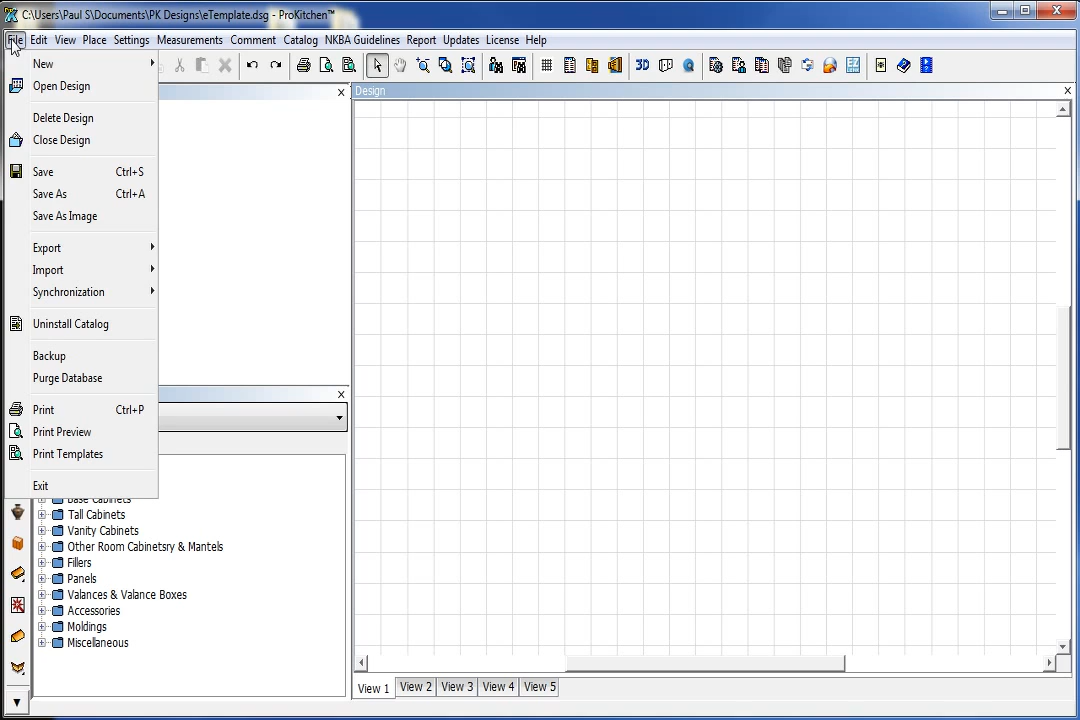 C:\Users\Paul S\Documents\PK Designs\eTemplate.dsg - ProKitchen™
File Edit View Place Settings Measurements Comment Catalog NKBA Guidelines Report Updates License Help
New
Open Design
Delete Design
Close Design
Save Ctrl+S
Save As Ctrl+A
Save As Image
Export
Import
Synchronization
Uninstall Catalog
Backup
Purge Database
Print Ctrl+P
Print Preview
Print Templates
Exit
Base Cabinets
Tall Cabinets
Vanity Cabinets
Other Room Cabinetsry & Mantels
Fillers
Panels
Valances & Valance Boxes
Accessories
Moldings
Miscellaneous
3D
Design
View 1 View 2 View 3 View 4 View 5